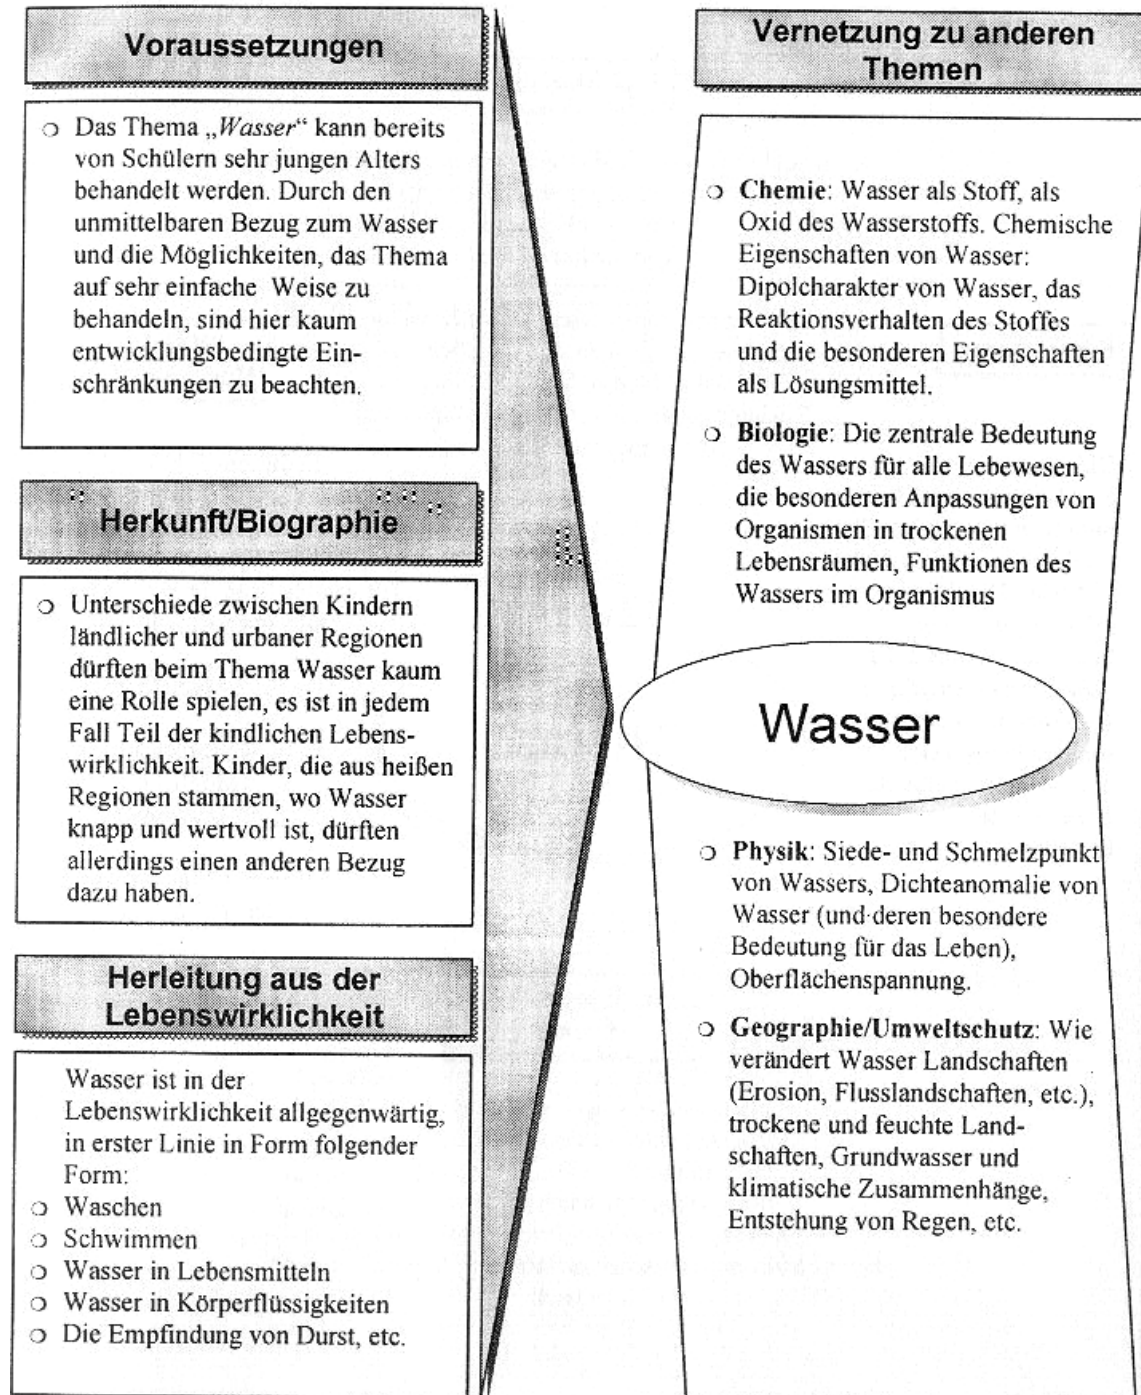 Voraussetzungen
○ Das Thema „Wasser“ kann bereits
von Schülern sehr jungen Alters
behandelt werden. Durch den
unmittelbaren Bezug zum Wasser
und die Möglichkeiten, das Thema
auf sehr einfache Weise zu
behandeln, sind hier kaum
entwicklungsbedingte Ein-
schränkungen zu beachten.
Herkunft/Biographie
○ Unterschiede zwischen Kindern
ländlicher und urbaner Regionen
dürften beim Thema Wasser kaum
eine Rolle spielen, es ist in jedem
Fall Teil der kindlichen Lebens-
wirklichkeit. Kinder, die aus heißen
Regionen stammen, wo Wasser
knapp und wertvoll ist, dürften
allerdings einen anderen Bezug
dazu haben.
Herleitung aus der
Lebenswirklichkeit
Wasser ist in der
Lebenswirklichkeit allgegenwärtig,
in erster Linie in Form folgender
Form:
○ Waschen
○ Schwimmen
○ Wasser in Lebensmitteln
○ Wasser in Körperflüssigkeiten
○ Die Empfindung von Durst, etc.
Vernetzung zu anderen
Themen
○ Chemie: Wasser als Stoff, als
Oxid des Wasserstoffs. Chemische
Eigenschaften von Wasser:
Dipolcharakter von Wasser, das
Reaktionsverhalten des Stoffes
und die besonderen Eigenschaften
als Lösungsmittel.
○ Biologie: Die zentrale Bedeutung
des Wassers für alle Lebewesen,
die besonderen Anpassungen von
Organismen in trockenen
Lebensräumen, Funktionen des
Wassers im Organismus
Wasser
○ Physik: Siede- und Schmelzpunkt
von Wassers, Dichteanomalie von
Wasser (und deren besondere
Bedeutung für das Leben),
Oberflächenspannung.
○ Geographie/Umweltschutz: Wie
verändert Wasser Landschaften
(Erosion, Flusslandschaften, etc.),
trockene und feuchte Land-
schaften, Grundwasser und
klimatische Zusammenhänge,
Entstehung von Regen, etc.